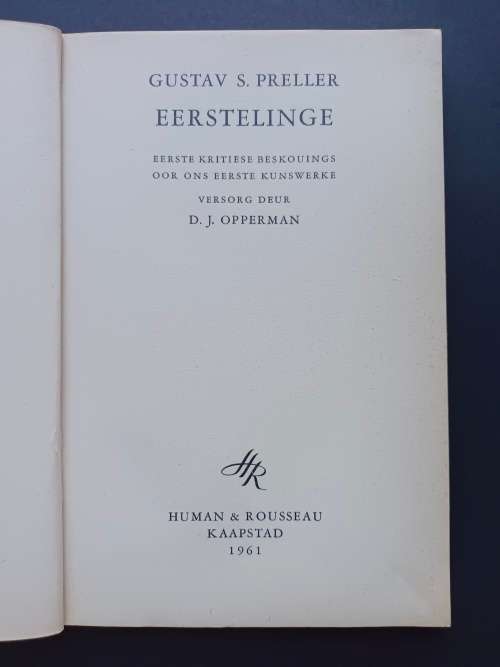 GUSTAV S. PRELLER
EERSTELINGE
EERSTE KRITIESE BESKOUINGS
OOR ONS EERSTE KUNSWERKE
VERSORG DEUR
D. J. OPPERMAN
HR
HUMAN & ROUSSEAU
KAAPSTAD
1961